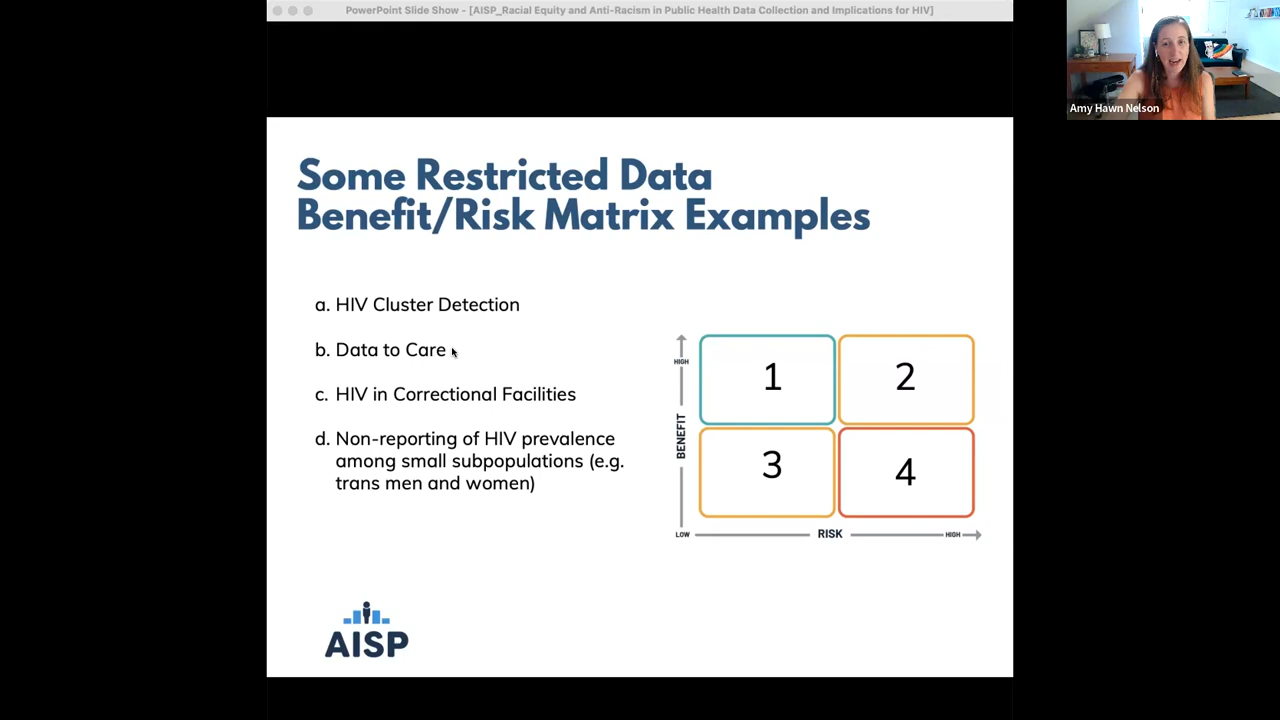 PowerPoint Slide Show - [AISP_Racial Equity and Anti-Racism in Public Health Data Collection and Implications for HIV]
Amy Hawn Nelson
Some Restricted Data
Benefit/Risk Matrix Examples
a. HIV Cluster Detection
b. Data to Care
c. HIV in Correctional Facilities
d. Non-reporting of HIV prevalence
among small subpopulations (e.g.
trans men and women)
HIGH
BENEFIT
LOW
1
2
3
4
RISK
HIGH
AISP